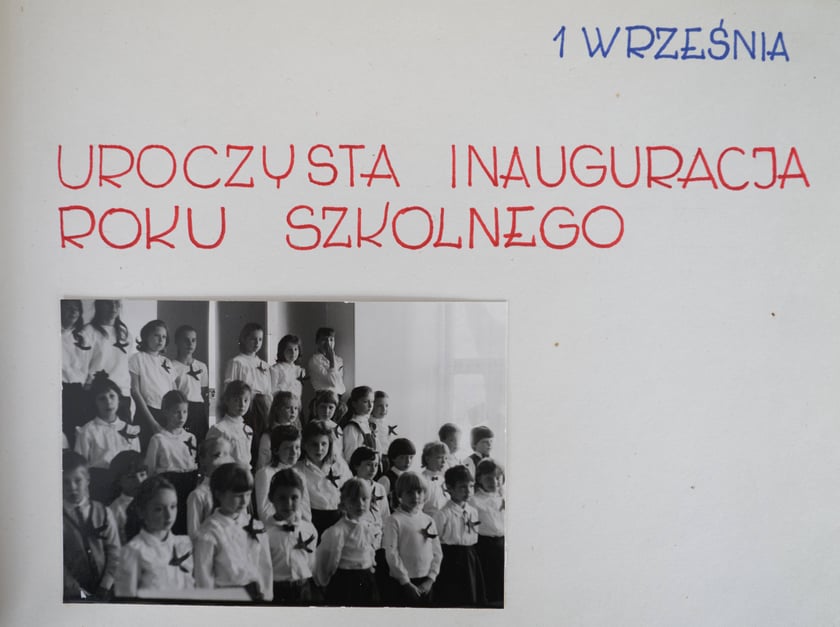 1 WRZEŚNIA
UROCZYSTA INAUGURACJA
ROKU SZKOLNEGO